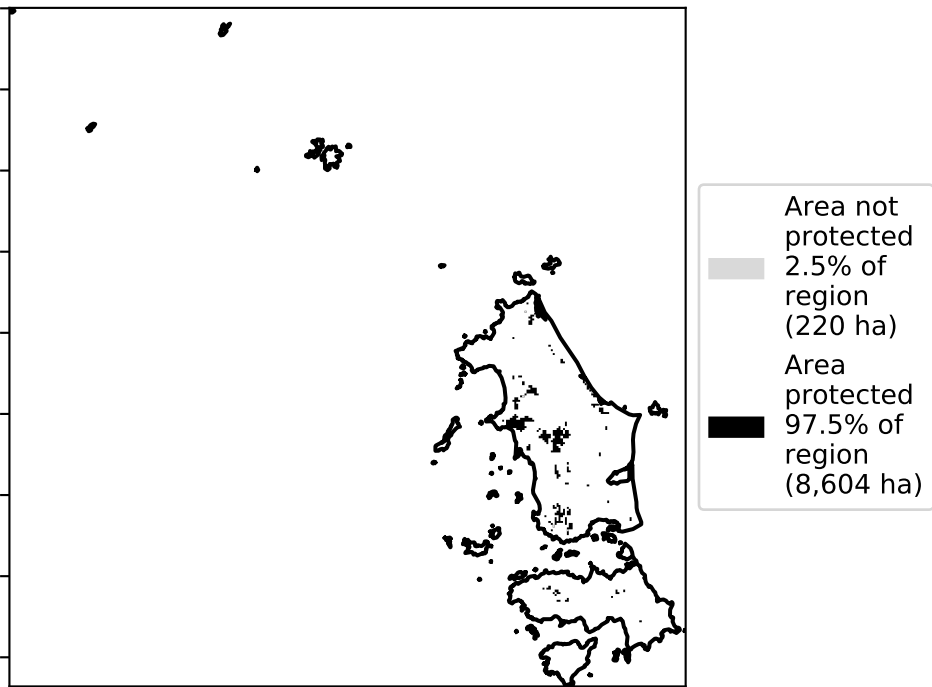 Area not
protected
2.5% of
region
(220 ha)
Area
protected
97.5% of
region
(8,604 ha)